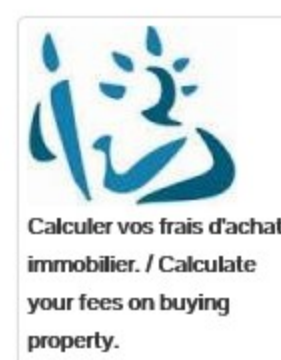 Calculer vos frais d'achat
immobilier. / Calculate
your fees on buying
property.